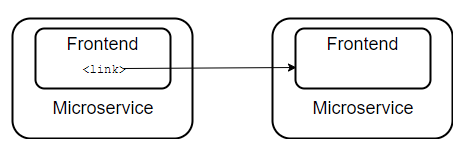 Frontend
<link>
Microservice
Frontend
Microservice